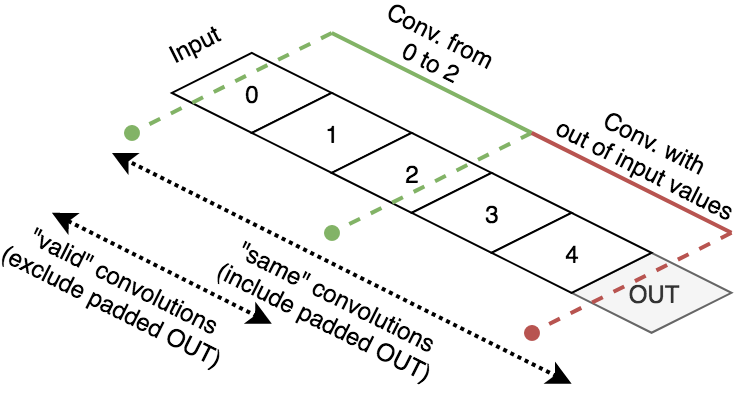 Input
Conv. from
0 to 2
Conv. with
out of input values
0
1
2
3
4
OUT
"valid" convolutions
(exclude padded OUT)
"same" convolutions
(include padded OUT)